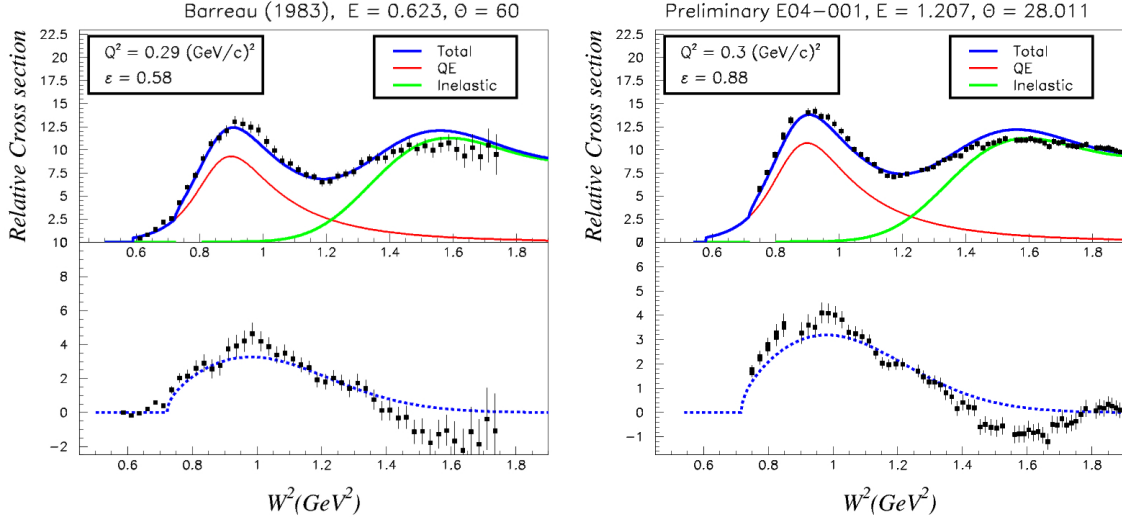 Barreau (1983), E = 0.623, Θ = 60
Q² = 0.29 (GeV/c)²
ε = 0.58
Total
QE
Inelastic
Relative Cross section
22.5
20
17.5
15
12.5
10
7.5
5
2.5
10
0.6 0.8 1 1.2 1.4 1.6 1.8
8
6
4
2
0
−2
0.6 0.8 1 1.2 1.4 1.6 1.8
W²(GeV²)
Preliminary E04−001, E = 1.207, Θ = 28.011
Q² = 0.3 (GeV/c)²
ε = 0.88
Total
QE
Inelastic
Relative Cross section
22.5
20
17.5
15
12.5
10
7.5
5
2.5
0.6 0.8 1 1.2 1.4 1.6 1.8
6
5
4
3
2
1
0
−1
0.6 0.8 1 1.2 1.4 1.6 1.8
W²(GeV²)